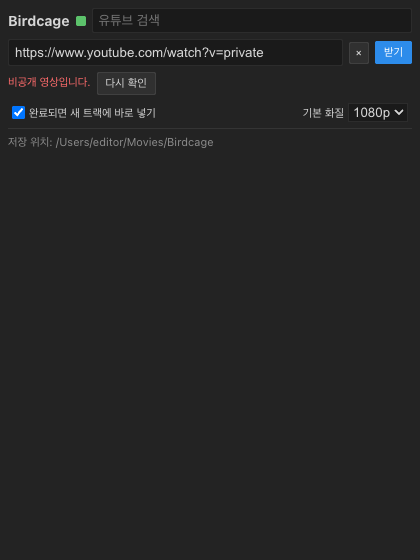 Birdcage 유튜브 검색
https://www.youtube.com/watch?v=private × 받기
비공개 영상입니다. 다시 확인
완료되면 새 트랙에 바로 넣기 기본 화질 1080p
저장 위치: /Users/editor/Movies/Birdcage